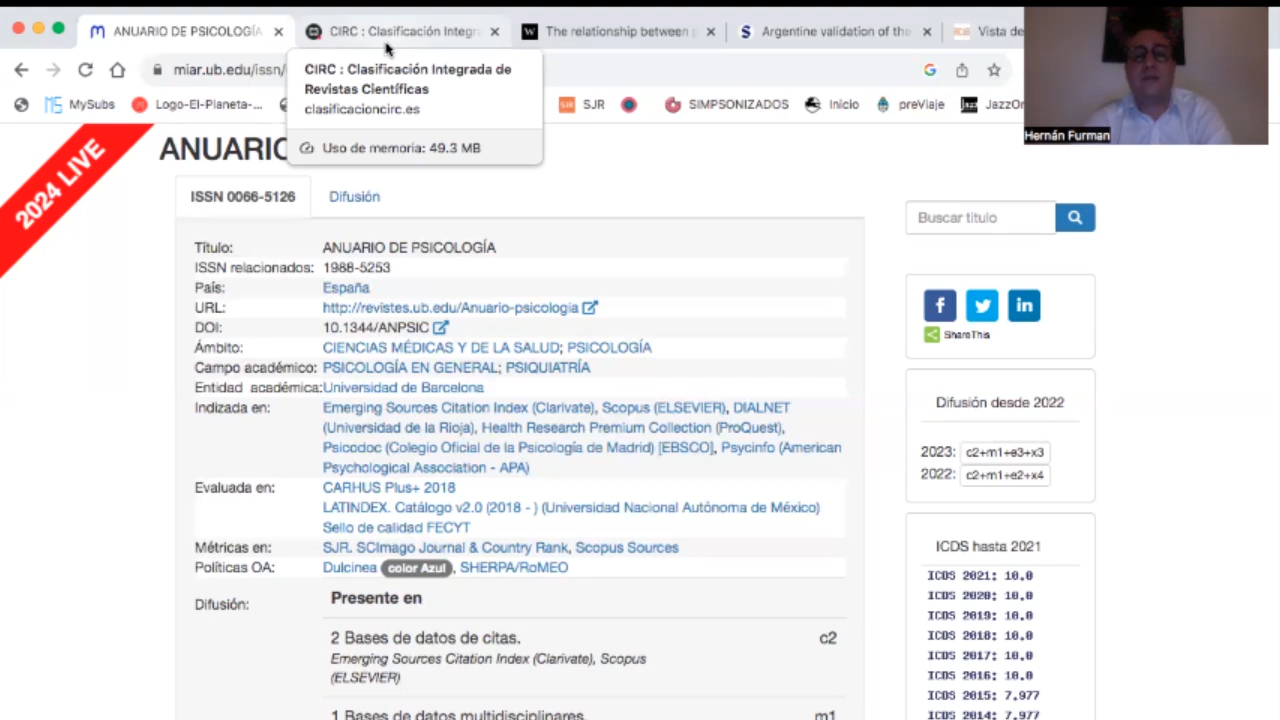 ANUARIO DE PSICOLOGÍA
CIRC : Clasificación Integr
The relationship between
Argentine validation of the
Vista de
miar.ub.edu/issn/
CIRC : Clasificación Integrada de
Revistas Científicas
clasificacioncirc.es
Uso de memoria: 49.3 MB
MySubs
Logo-El-Planeta-...
SJR
SIMPSONIZADOS
Inicio
preViaje
Hernán Furman
2024 LIVE
ANUARIO
ISSN 0066-5126
Difusión
Buscar título
Título: ANUARIO DE PSICOLOGÍA
ISSN relacionados: 1988-5253
País: España
URL: http://revistes.ub.edu/Anuario-psicologia
DOI: 10.1344/ANPSIC
Ámbito: CIENCIAS MÉDICAS Y DE LA SALUD; PSICOLOGÍA
Campo académico: PSICOLOGÍA EN GENERAL; PSIQUIATRÍA
Entidad académica: Universidad de Barcelona
Indizada en: Emerging Sources Citation Index (Clarivate), Scopus (ELSEVIER), DIALNET
(Universidad de la Rioja), Health Research Premium Collection (ProQuest),
Psicodoc (Colegio Oficial de la Psicología de Madrid) [EBSCO], Psycinfo (American
Psychological Association - APA)
Evaluada en: CARHUS Plus+ 2018
LATINDEX. Catálogo v2.0 (2018 - ) (Universidad Nacional Autónoma de México)
Sello de calidad FECYT
Métricas en: SJR. SCImago Journal & Country Rank, Scopus Sources
Políticas OA: Dulcinea color Azul , SHERPA/RoMEO
Difusión: Presente en
2 Bases de datos de citas. c2
Emerging Sources Citation Index (Clarivate), Scopus
(ELSEVIER)
1 Bases de datos multidisciplinares. m1
ShareThis
Difusión desde 2022
2023: c2+m1+e3+x3
2022: c2+m1+e2+x4
ICDS hasta 2021
ICDS 2021: 10.0
ICDS 2020: 10.0
ICDS 2019: 10.0
ICDS 2018: 10.0
ICDS 2017: 10.0
ICDS 2016: 10.0
ICDS 2015: 7.977
ICDS 2014: 7.977